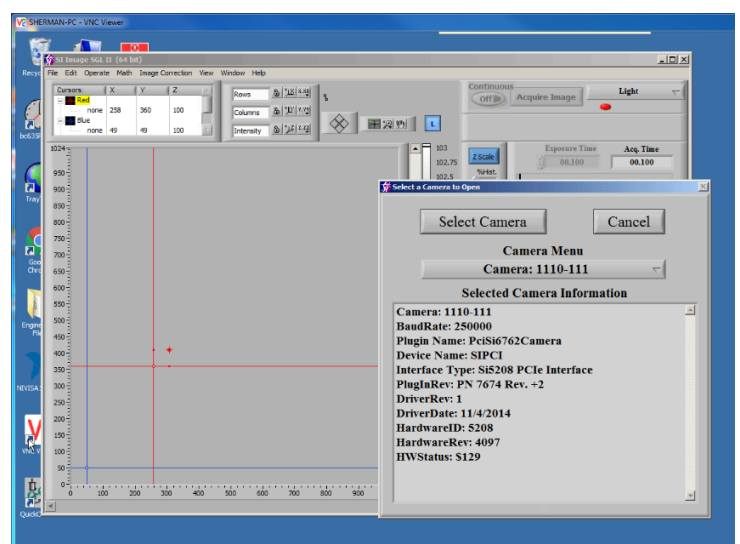 SHERMAN-PC - VNC Viewer
SI Image SGL II (64 bit)
File Edit Operate Math Image Correction View Window Help
Cursors X Y Z
Red
none 258 360 100
Blue
none 49 49 100
Rows
Columns
Intensity
L
Continuous
Off
Acquire Image
Light
1024
950
900
850
800
700
650
600
550
500
450
400
350
300
250
200
150
100
50
0
0 100 200 300 400 500 600 700 800 900
103
102.75
102.5
Z Scale
%Hist.
Exposure Time
00.100
Acq. Time
00.100
Select a Camera to Open
Select Camera
Cancel
Camera Menu
Camera: 1110-111
Selected Camera Information
Camera: 1110-111
BaudRate: 250000
Plugin Name: PciSi6762Camera
Device Name: SIPCI
Interface Type: Si5208 PCIe Interface
PlugInRev: PN 7674 Rev. +2
DriverRev: 1
DriverDate: 11/4/2014
HardwareID: 5208
HardwareRev: 4097
HWStatus: $129
Recyc
bc635P
Tray
Goo
Chro
Engine
File
NIVISA
VNC V